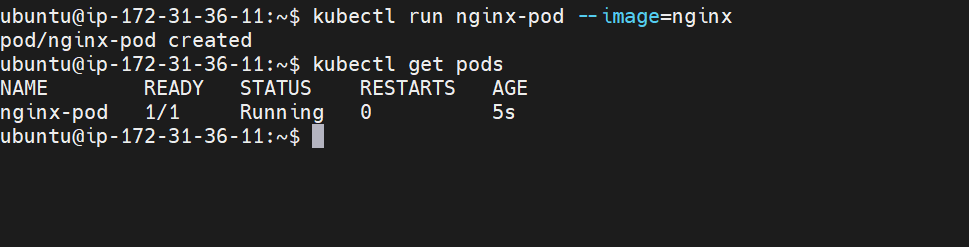 ubuntu@ip-172-31-36-11:~$ kubectl run nginx-pod --image=nginx
pod/nginx-pod created
ubuntu@ip-172-31-36-11:~$ kubectl get pods
NAME        READY   STATUS    RESTARTS   AGE
nginx-pod   1/1     Running   0          5s
ubuntu@ip-172-31-36-11:~$